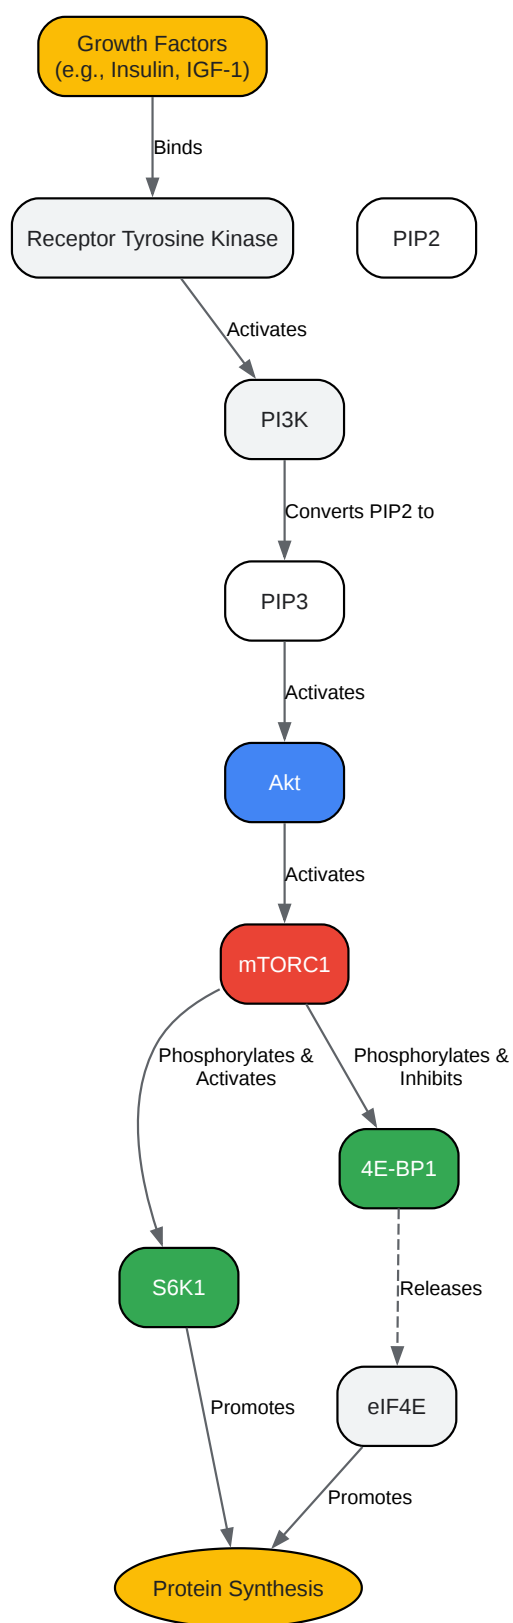 Growth Factors
(e.g., Insulin, IGF-1)
Binds
Receptor Tyrosine Kinase
PIP2
Activates
PI3K
Converts PIP2 to
PIP3
Activates
Akt
Activates
mTORC1
Phosphorylates &
Activates
Phosphorylates &
Inhibits
4E-BP1
S6K1
Releases
eIF4E
Promotes
Promotes
Protein Synthesis